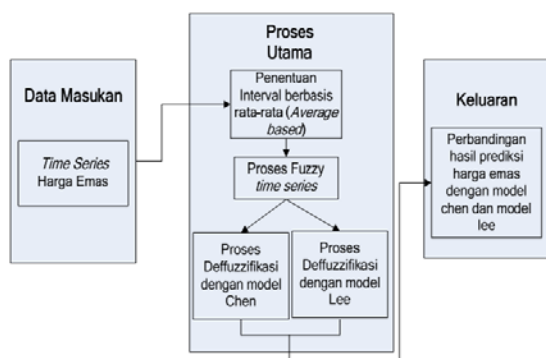 Data Masukan
Time Series
Harga Emas
Proses
Utama
Penentuan
Interval berbasis
rata-rata (Average
based)
Proses Fuzzy
time series
Proses
Deffuzzifikasi
dengan model
Chen
Proses
Deffuzzifikasi
dengan model
Lee
Keluaran
Perbandingan
hasil prediksi
harga emas
dengan model
chen dan model
lee